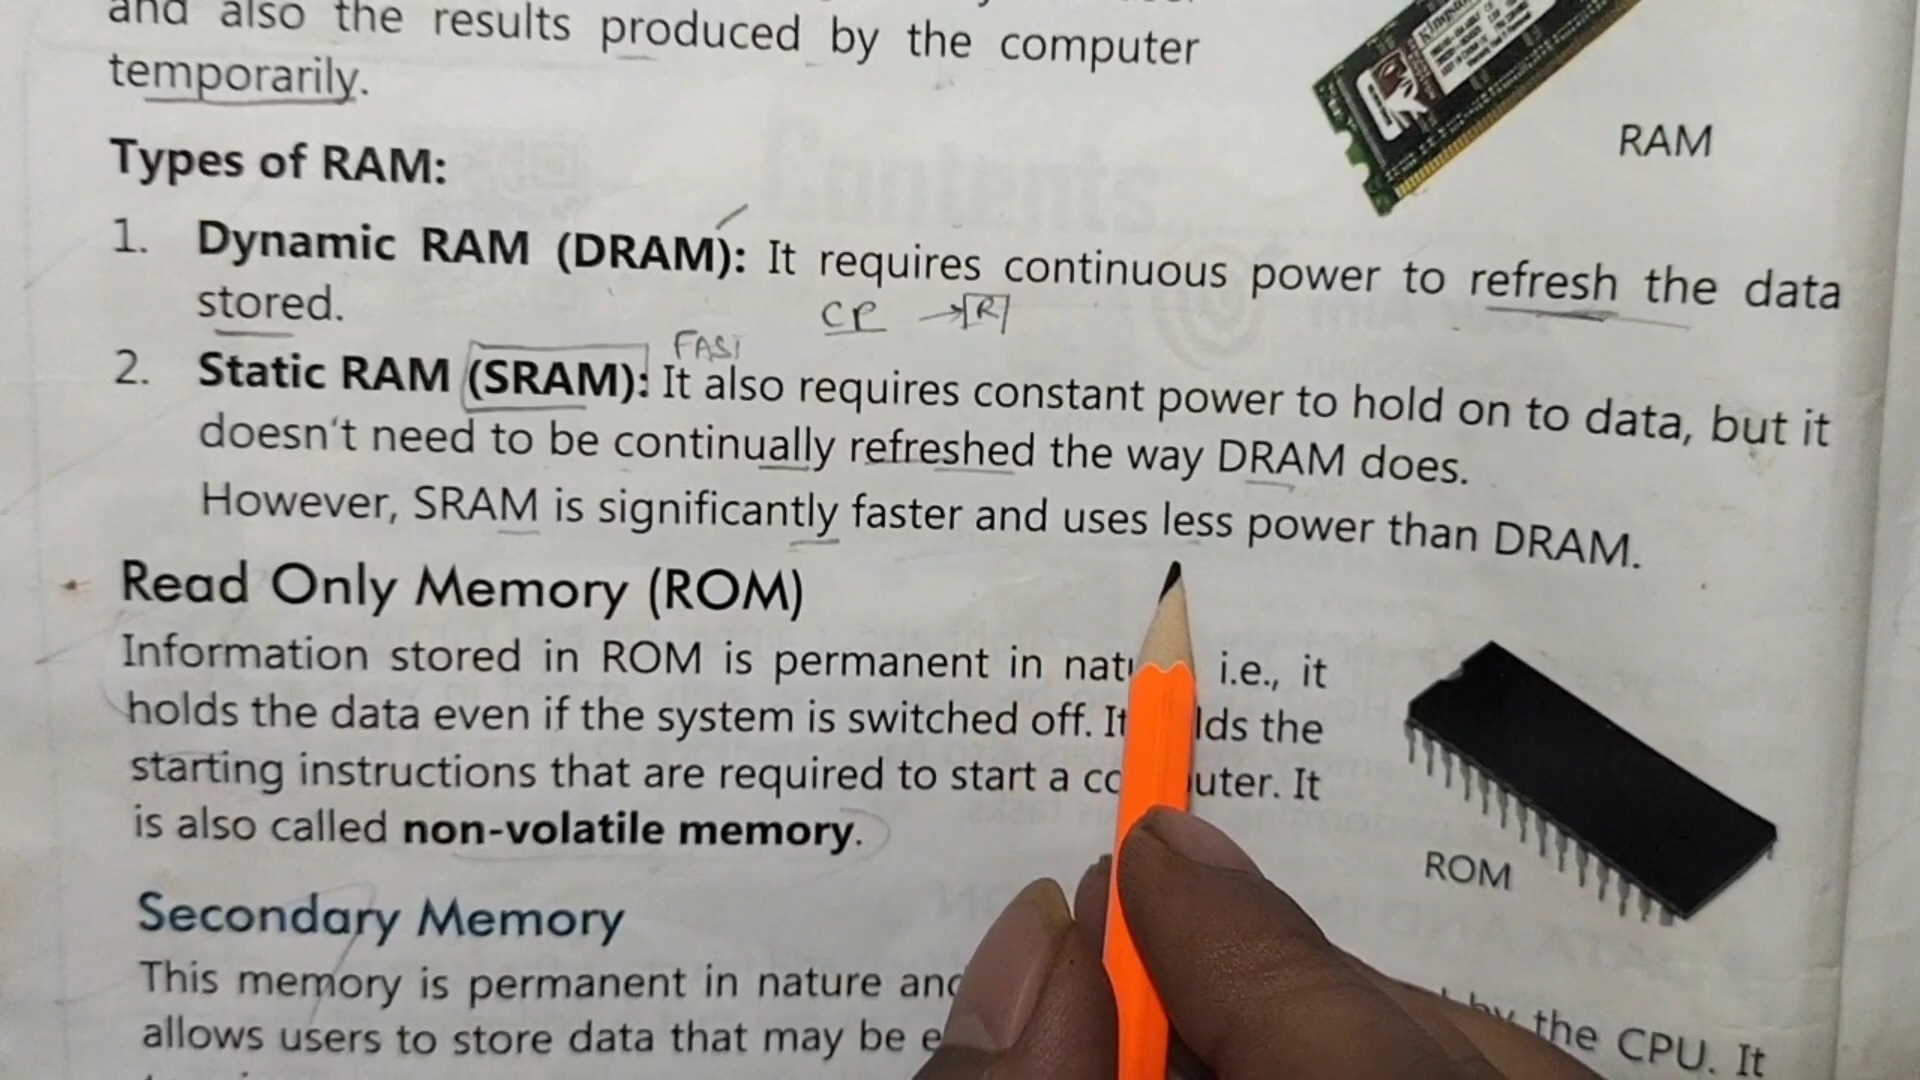 and also the results produced by the computer
temporarily.
Kingston
RAM
Types of RAM:
1. Dynamic RAM (DRAM): It requires continuous power to refresh the data
stored.
CP → R
FAST
2. Static RAM (SRAM): It also requires constant power to hold on to data, but it
doesn't need to be continually refreshed the way DRAM does.
However, SRAM is significantly faster and uses less power than DRAM.
Read Only Memory (ROM)
Information stored in ROM is permanent in i.e., it
holds the data even if the system is switched off. It the
starting instructions that are required to start a It
is also called non-volatile memory.
ROM
Secondary Memory
This memory is permanent in nature by the CPU. It
allows users to store data that may be